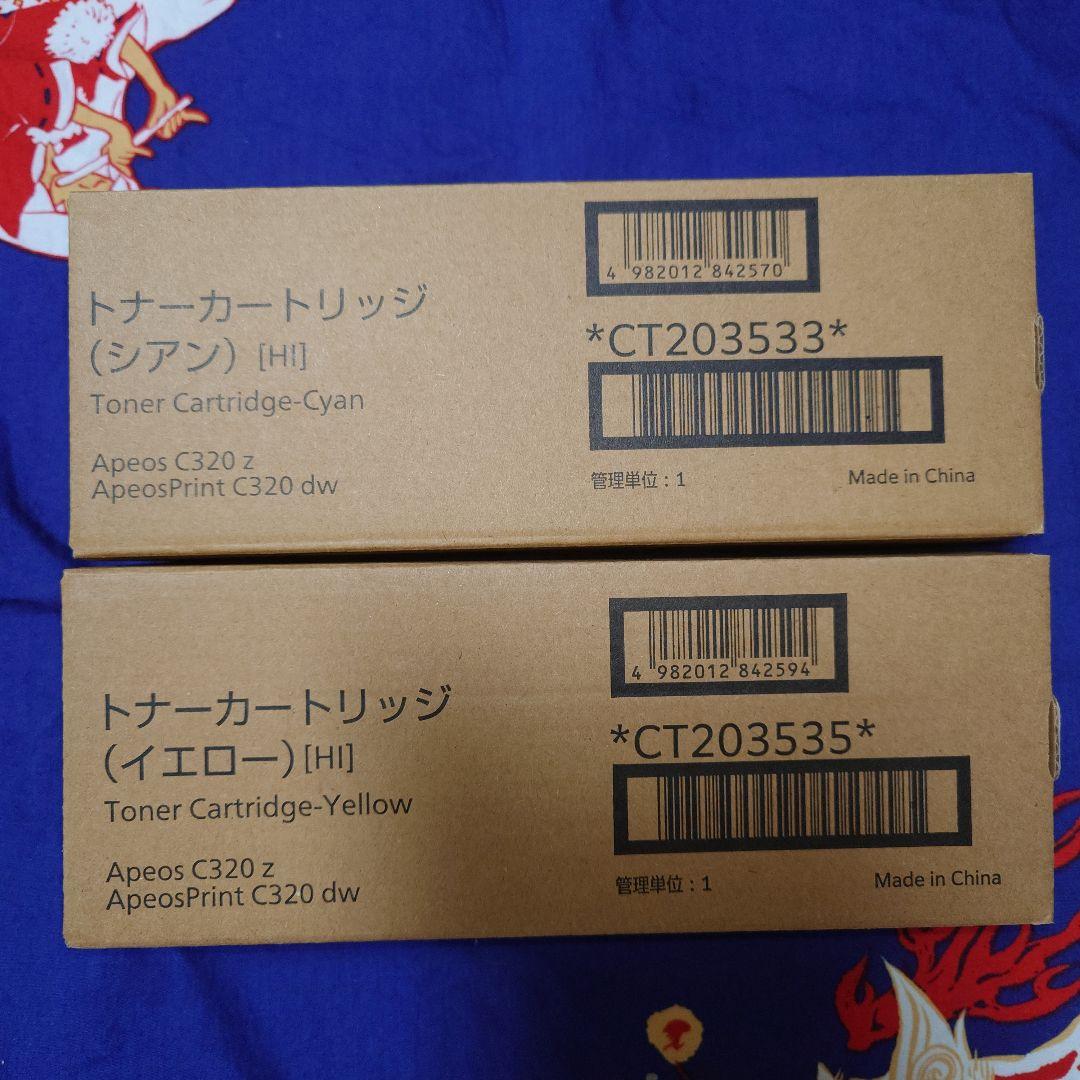 トナーカートリッジ
（シアン）[HI]
Toner Cartridge-Cyan
Apeos C320 z
ApeosPrint C320 dw
4 982012 842570
*CT203533*
管理単位：1
Made in China
トナーカートリッジ
（イエロー）[HI]
Toner Cartridge-Yellow
Apeos C320 z
ApeosPrint C320 dw
4 982012 842594
*CT203535*
管理単位：1
Made in China